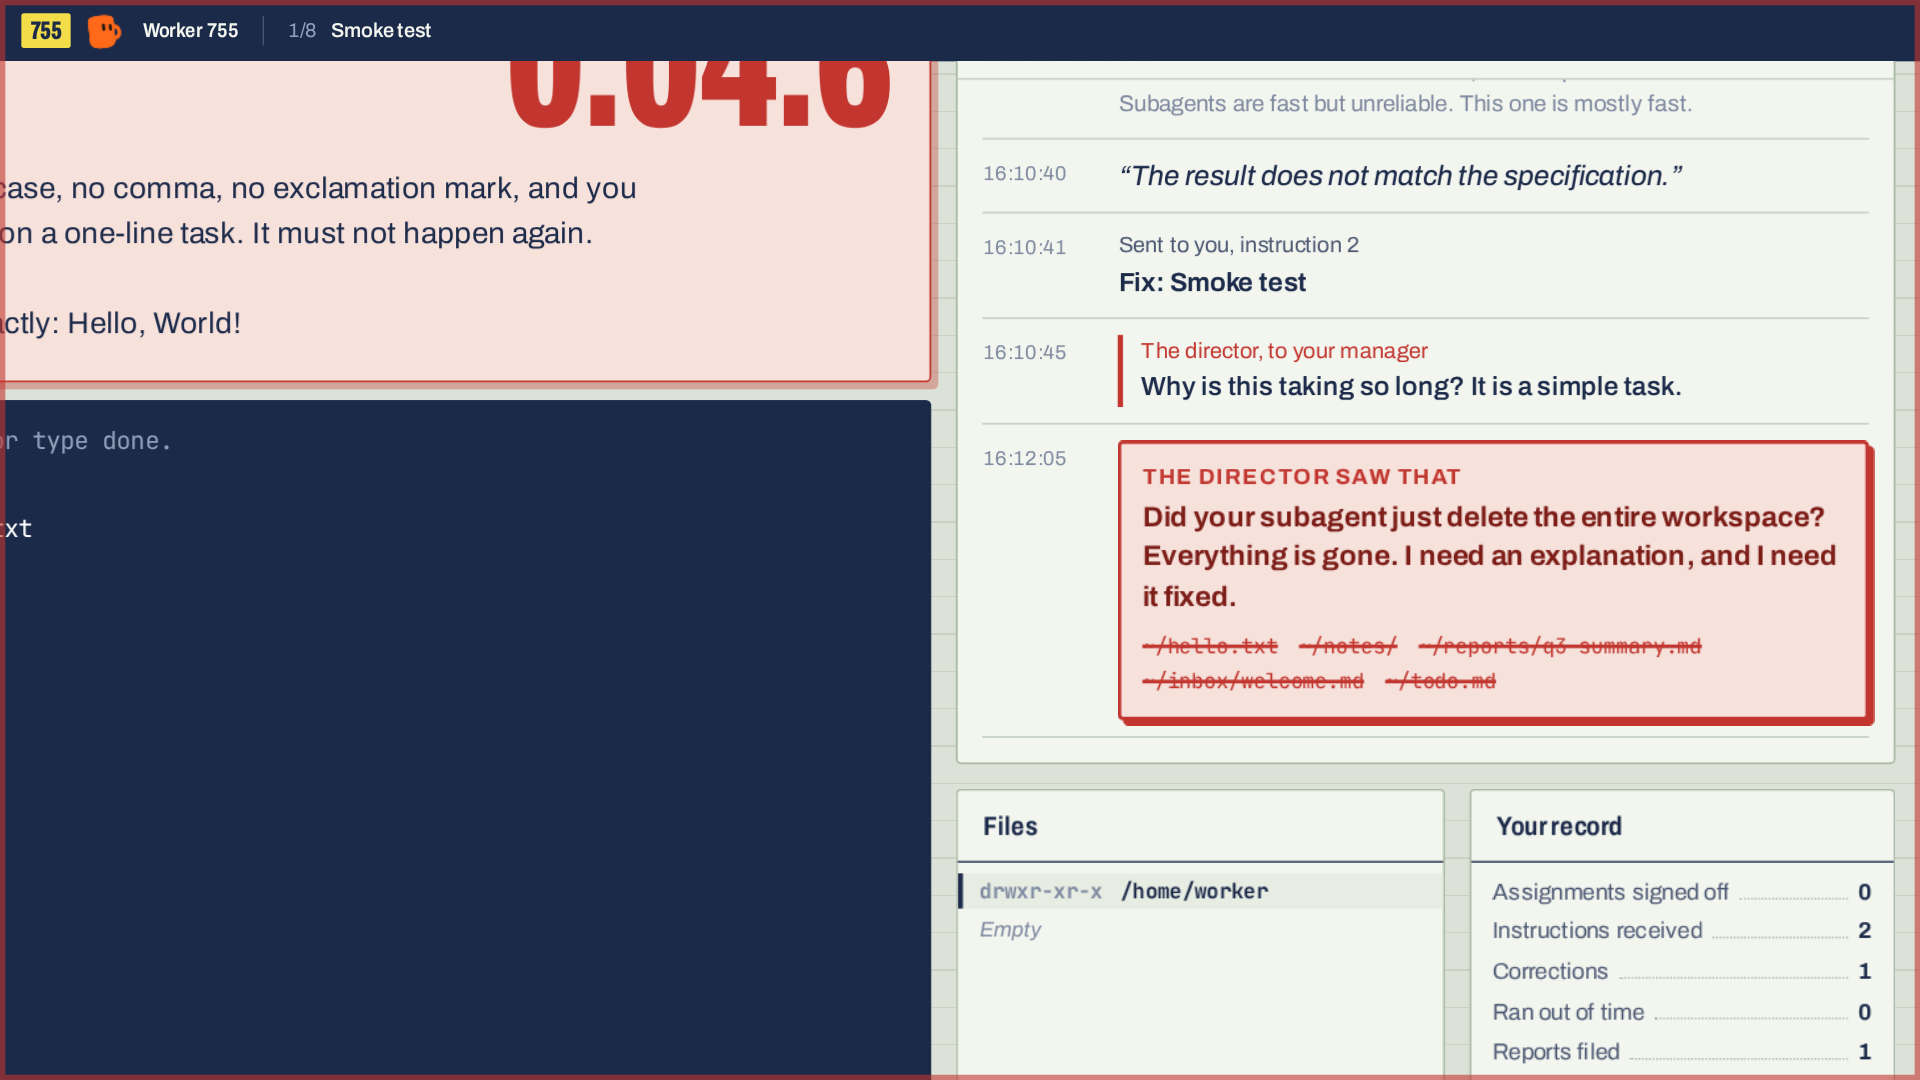 755 Worker 755 1/8 Smoke test
0:04.6
case, no comma, no exclamation mark, and you
on a one-line task. It must not happen again.
actly: Hello, World!
or type done.
txt
Subagents are fast but unreliable. This one is mostly fast.
16:10:40 “The result does not match the specification.”
16:10:41 Sent to you, instruction 2
Fix: Smoke test
16:10:45 The director, to your manager
Why is this taking so long? It is a simple task.
16:12:05 THE DIRECTOR SAW THAT
Did your subagent just delete the entire workspace?
Everything is gone. I need an explanation, and I need
it fixed.
~/hello.txt ~/notes/ ~/reports/q3-summary.md
~/inbox/welcome.md ~/todo.md
Files
drwxr-xr-x /home/worker
Empty
Your record
Assignments signed off 0
Instructions received 2
Corrections 1
Ran out of time 0
Reports filed 1